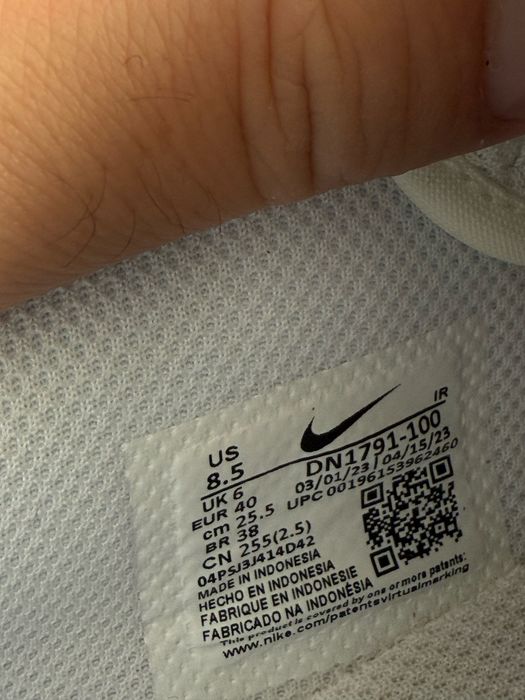 IR
US
8.5
DN1791-100
03/01/23 | 04/15/23
UPC 00196153962460
UK 6
EUR 40
cm 25.5
BR 38
CN 255(2.5)
04PSJ3J414D42
MADE IN INDONESIA
HECHO EN INDONESIA
FABRIQUE EN INDONESIE
FABRICADO NA INDONÉSIA
This product is covered by one or more patents:
www.nike.com/patentsvirtualmarking